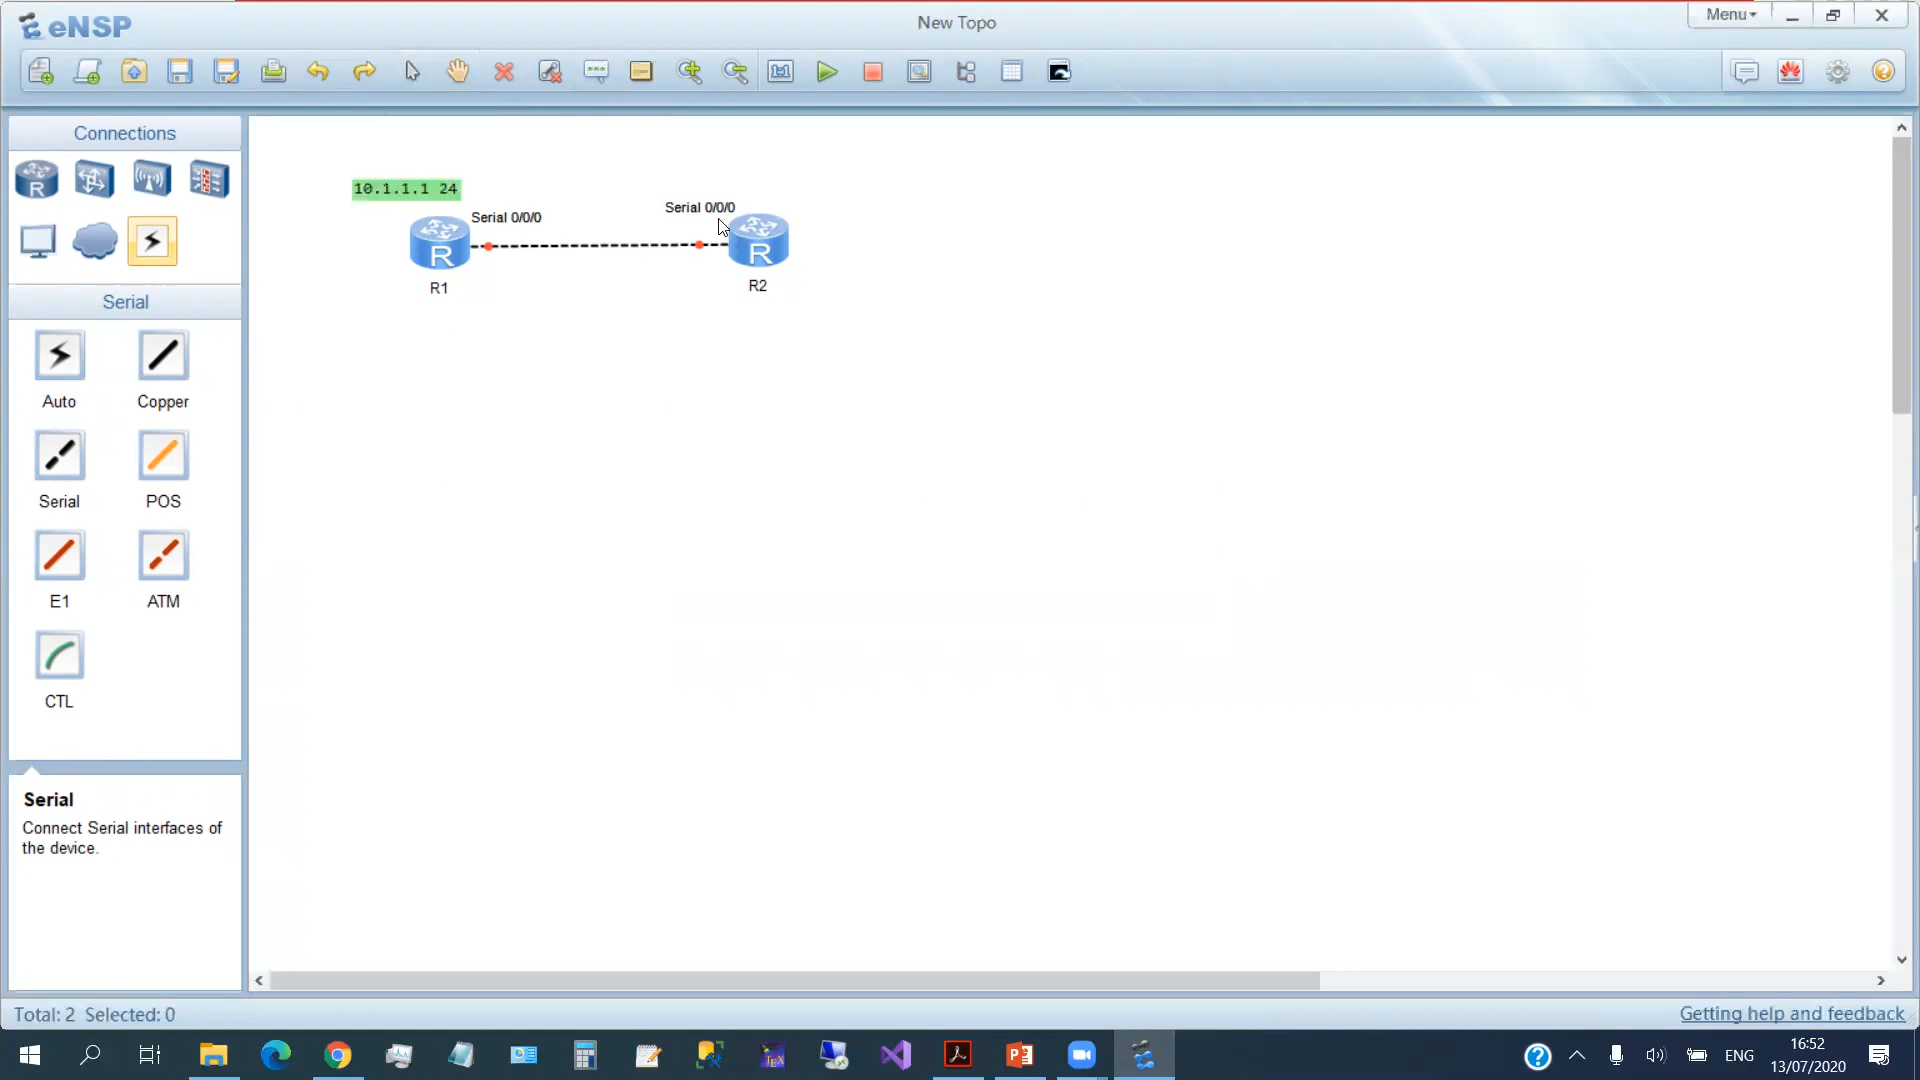 eNSP
New Topo
Menu
Connections
Serial
Auto
Copper
Serial
POS
E1
ATM
CTL
Serial
Connect Serial interfaces of
the device.
10.1.1.1 24
Serial 0/0/0
Serial 0/0/0
R
R
R1
R2
Total: 2 Selected: 0
Getting help and feedback
ENG
16:52
13/07/2020